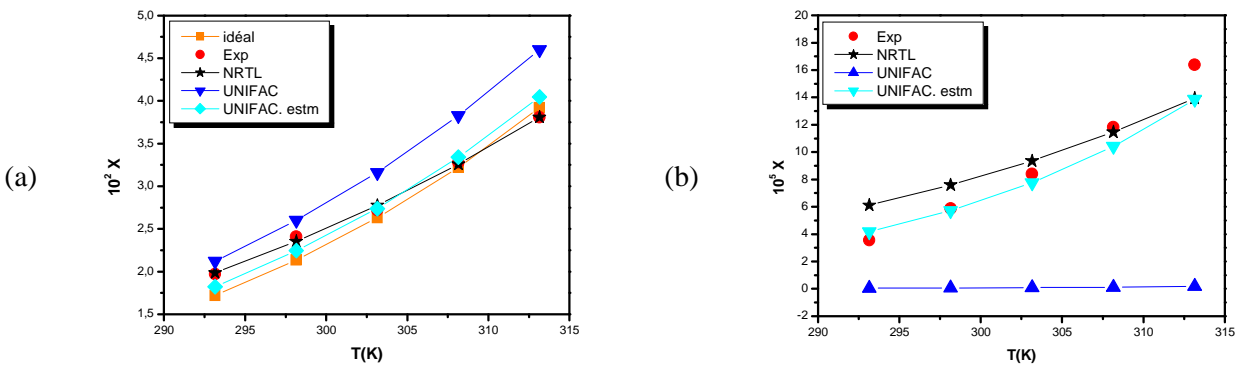 (a)
5,0
4,5
4,0
3,5
3,0
2,5
2,0
1,5
10² X
idéal
Exp
NRTL
UNIFAC
UNIFAC. estm
290 295 300 305 310 315
T(K)
(b)
20
18
16
14
12
10
8
6
4
2
0
-2
10⁵ X
Exp
NRTL
UNIFAC
UNIFAC. estm
290 295 300 305 310 315
T(K)